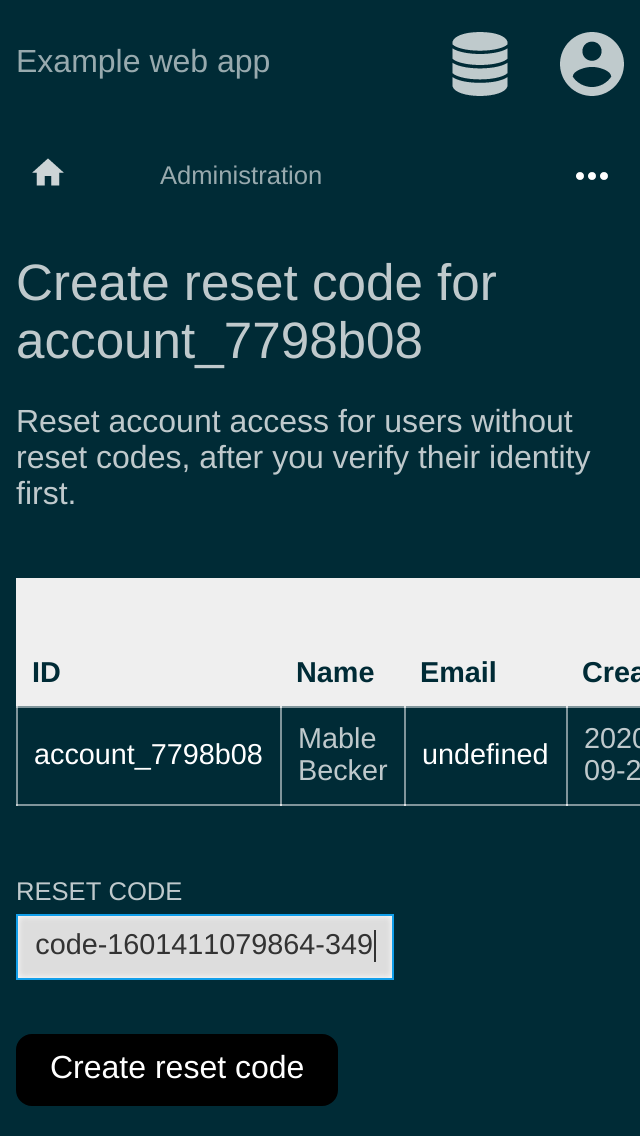 Example web app
Administration
Create reset code for
account_7798b08
Reset account access for users without
reset codes, after you verify their identity
first.
ID Name Email Crea
account_7798b08 Mable Becker undefined 2020 09-2
RESET CODE
code-1601411079864-349
Create reset code